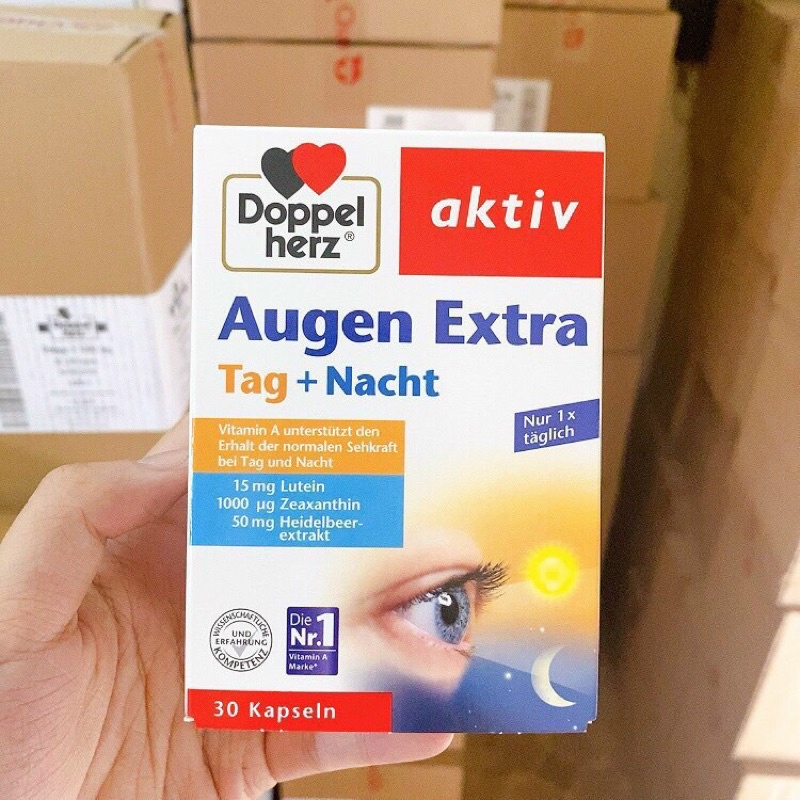 Doppel
herz®
aktiv
Augen Extra
Tag + Nacht
Nur 1x
täglich
Vitamin A unterstützt den
Erhalt der normalen Sehkraft
bei Tag und Nacht
15 mg Lutein
1000 µg Zeaxanthin
50 mg Heidelbeer-
extrakt
WISSENSCHAFTLICHE
UND
ERFAHRUNG
KOMPETENZ
Die
Nr.1
Vitamin A
Marke*
30 Kapseln
Doppel
herz